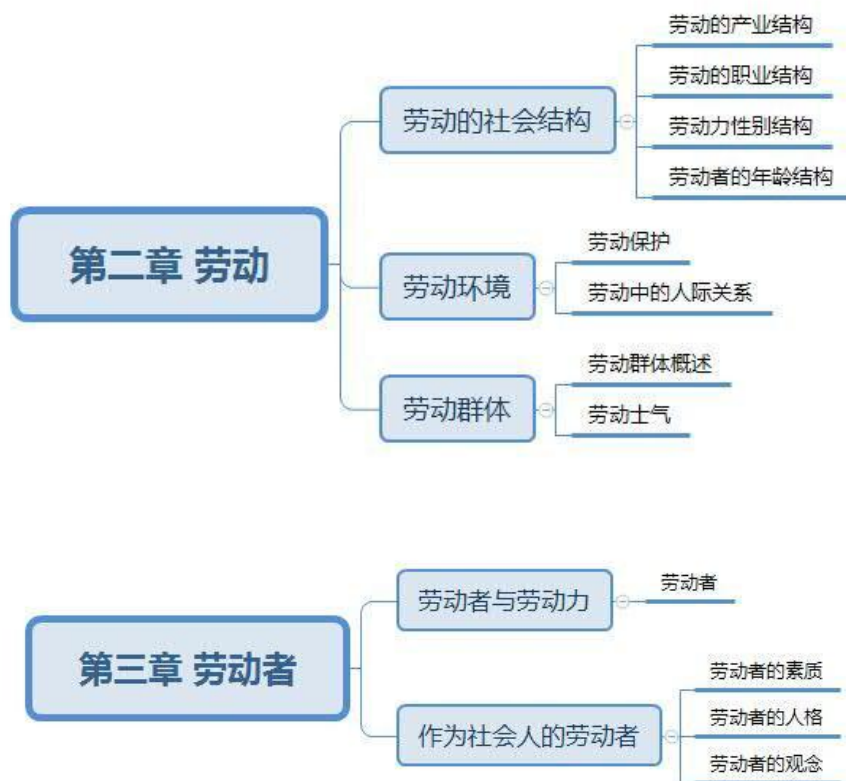 第二章 劳动
劳动的社会结构
劳动的产业结构
劳动的职业结构
劳动力性别结构
劳动者的年龄结构
劳动环境
劳动保护
劳动中的人际关系
劳动群体
劳动群体概述
劳动士气
第三章 劳动者
劳动者与劳动力
劳动者
作为社会人的劳动者
劳动者的素质
劳动者的人格
劳动者的观念